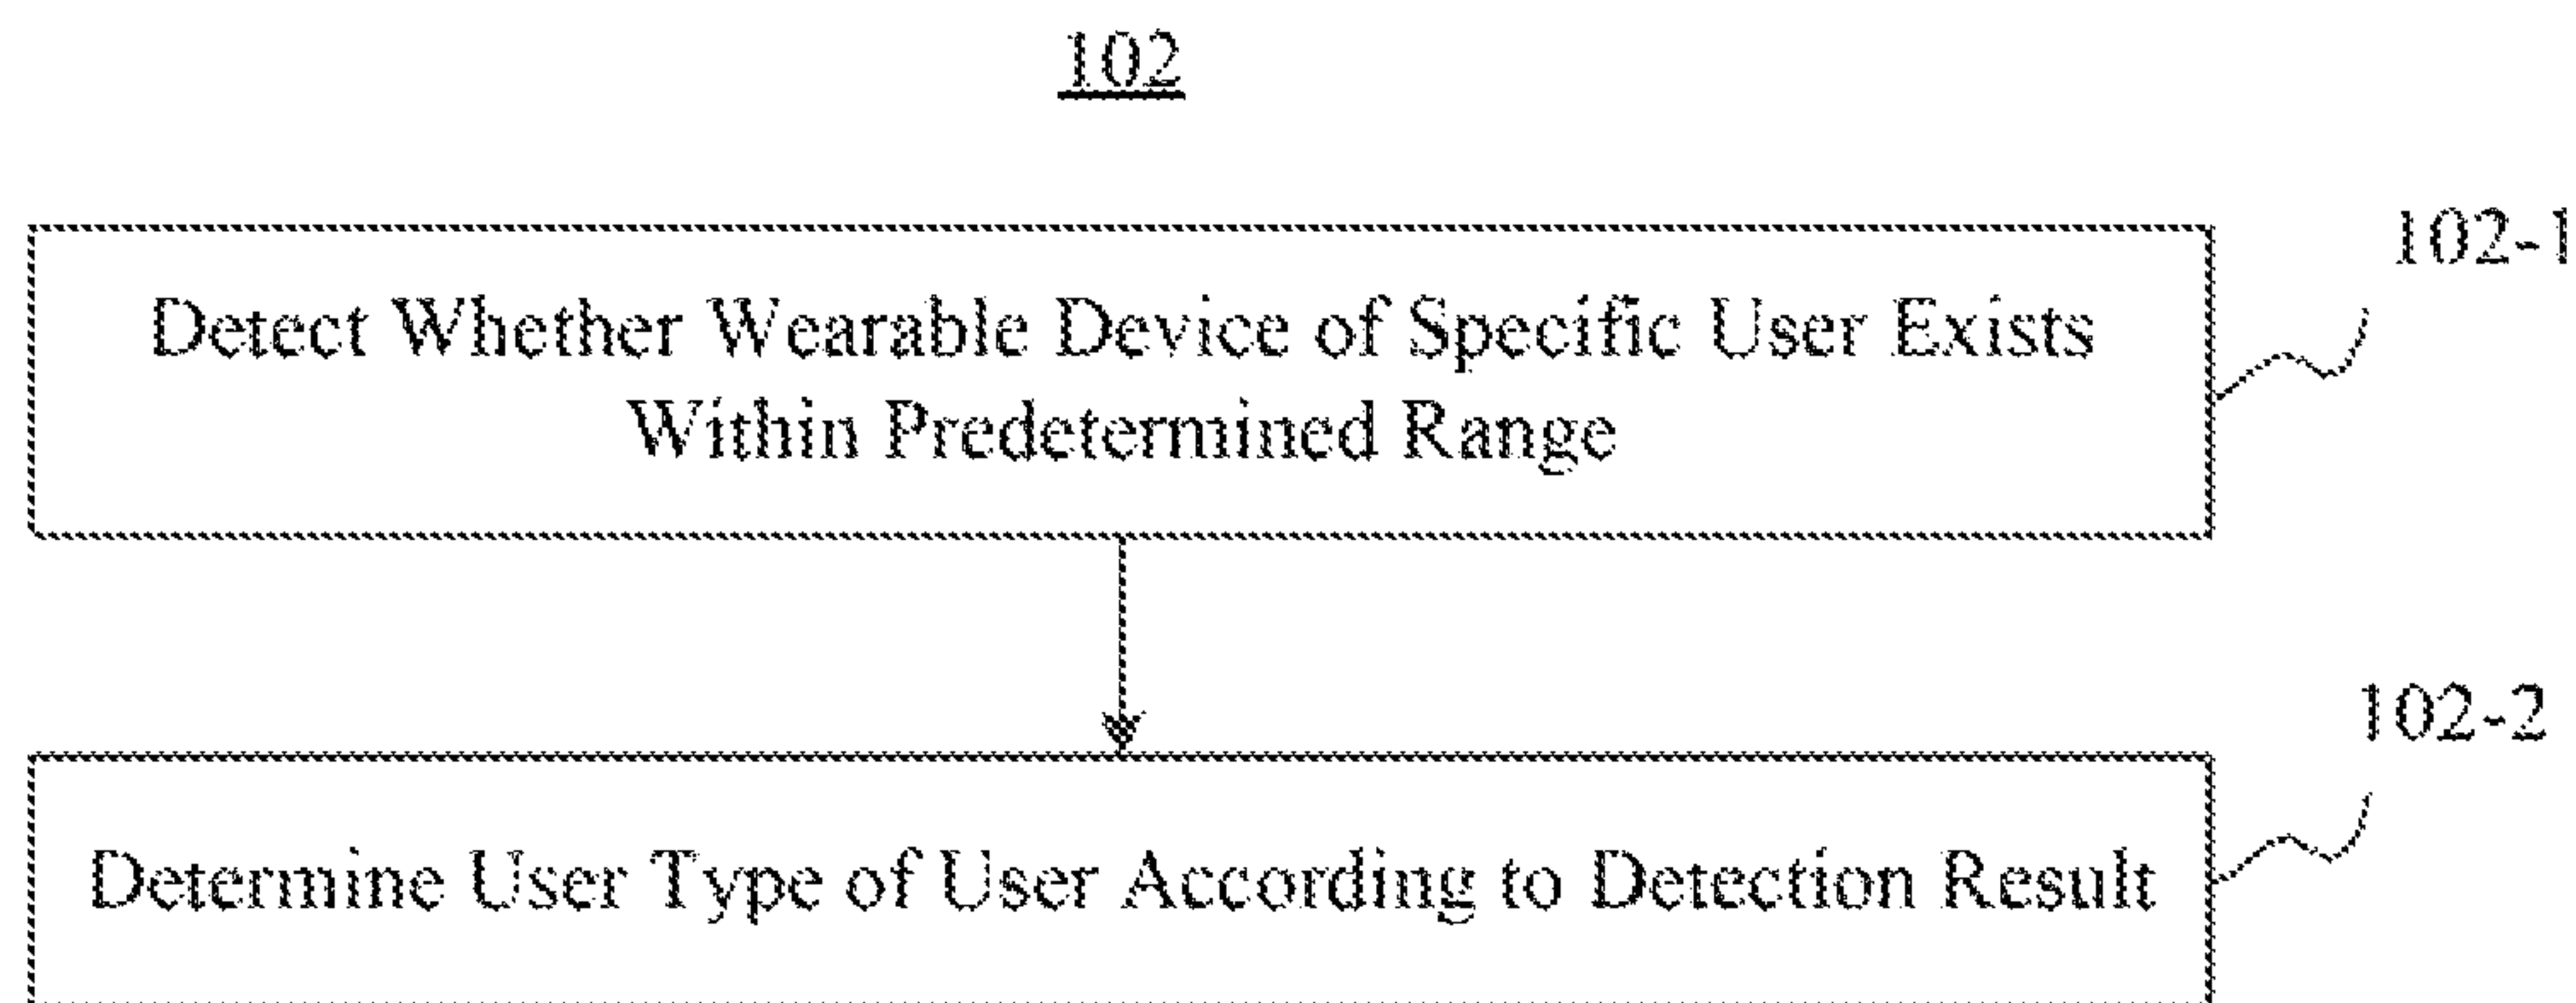 102
102-1
Detect Whether Wearable Device of Specific User Exists
Within Predetermined Range
102-2
Determine User Type of User According to Detection Result